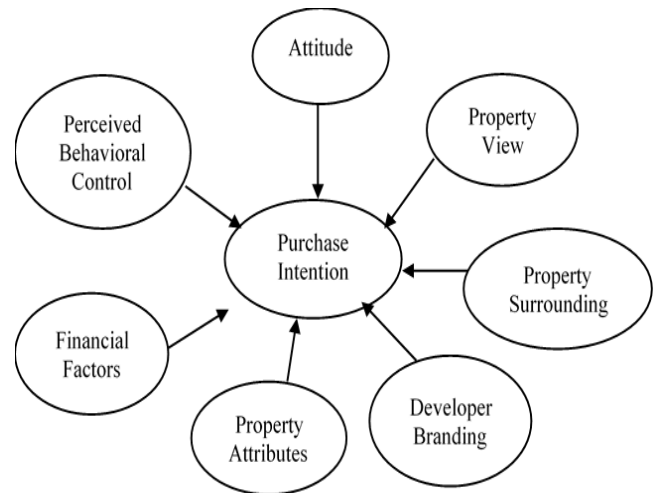 Attitude
Perceived
Behavioral
Control
Property
View
Purchase
Intention
Property
Surrounding
Financial
Factors
Property
Attributes
Developer
Branding